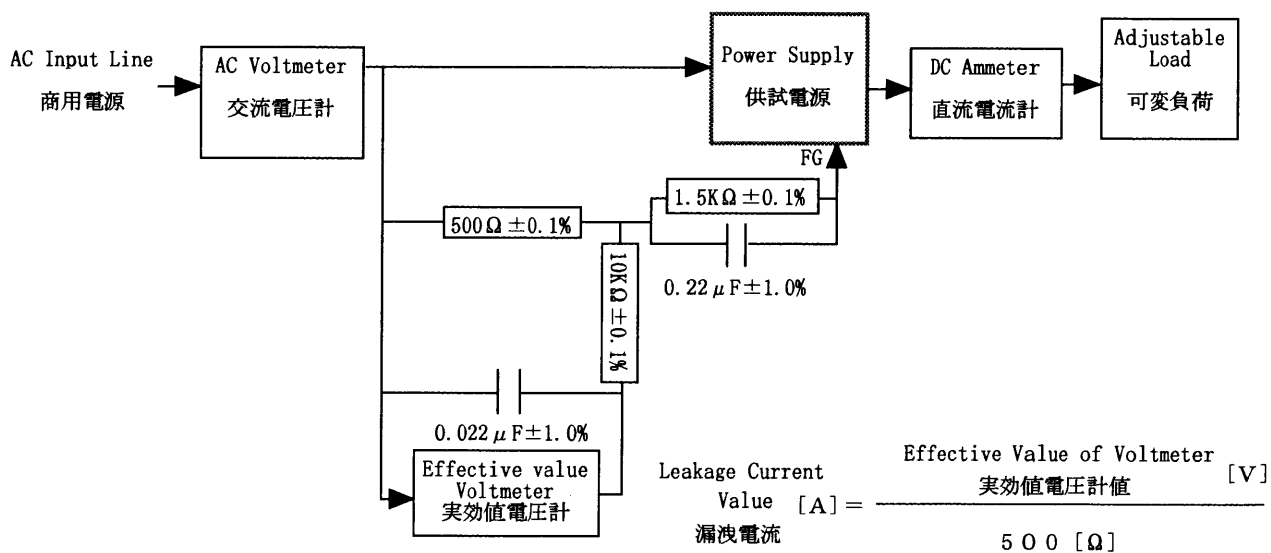 AC Input Line
商用電源
AC Voltmeter
交流電圧計
Power Supply
供試電源
FG
DC Ammeter
直流電流計
Adjustable
Load
可変負荷
500Ω±0.1%
1.5KΩ±0.1%
0.22μF±1.0%
10KΩ±0.1%
0.022μF±1.0%
Effective value
Voltmeter
実効値電圧計
Leakage Current
Value [A]=
漏洩電流
Effective Value of Voltmeter
実効値電圧計値 [V]
500 [Ω]